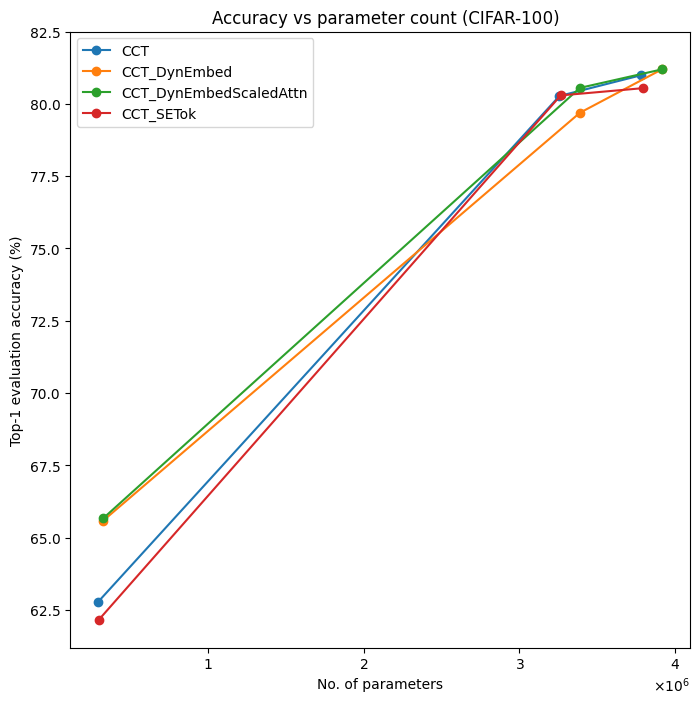 Accuracy vs parameter count (CIFAR-100)
CCT
CCT_DynEmbed
CCT_DynEmbedScaledAttn
CCT_SETok
Top-1 evaluation accuracy (%)
82.5
80.0
77.5
75.0
72.5
70.0
67.5
65.0
62.5
1 2 3 4
No. of parameters
×10⁶